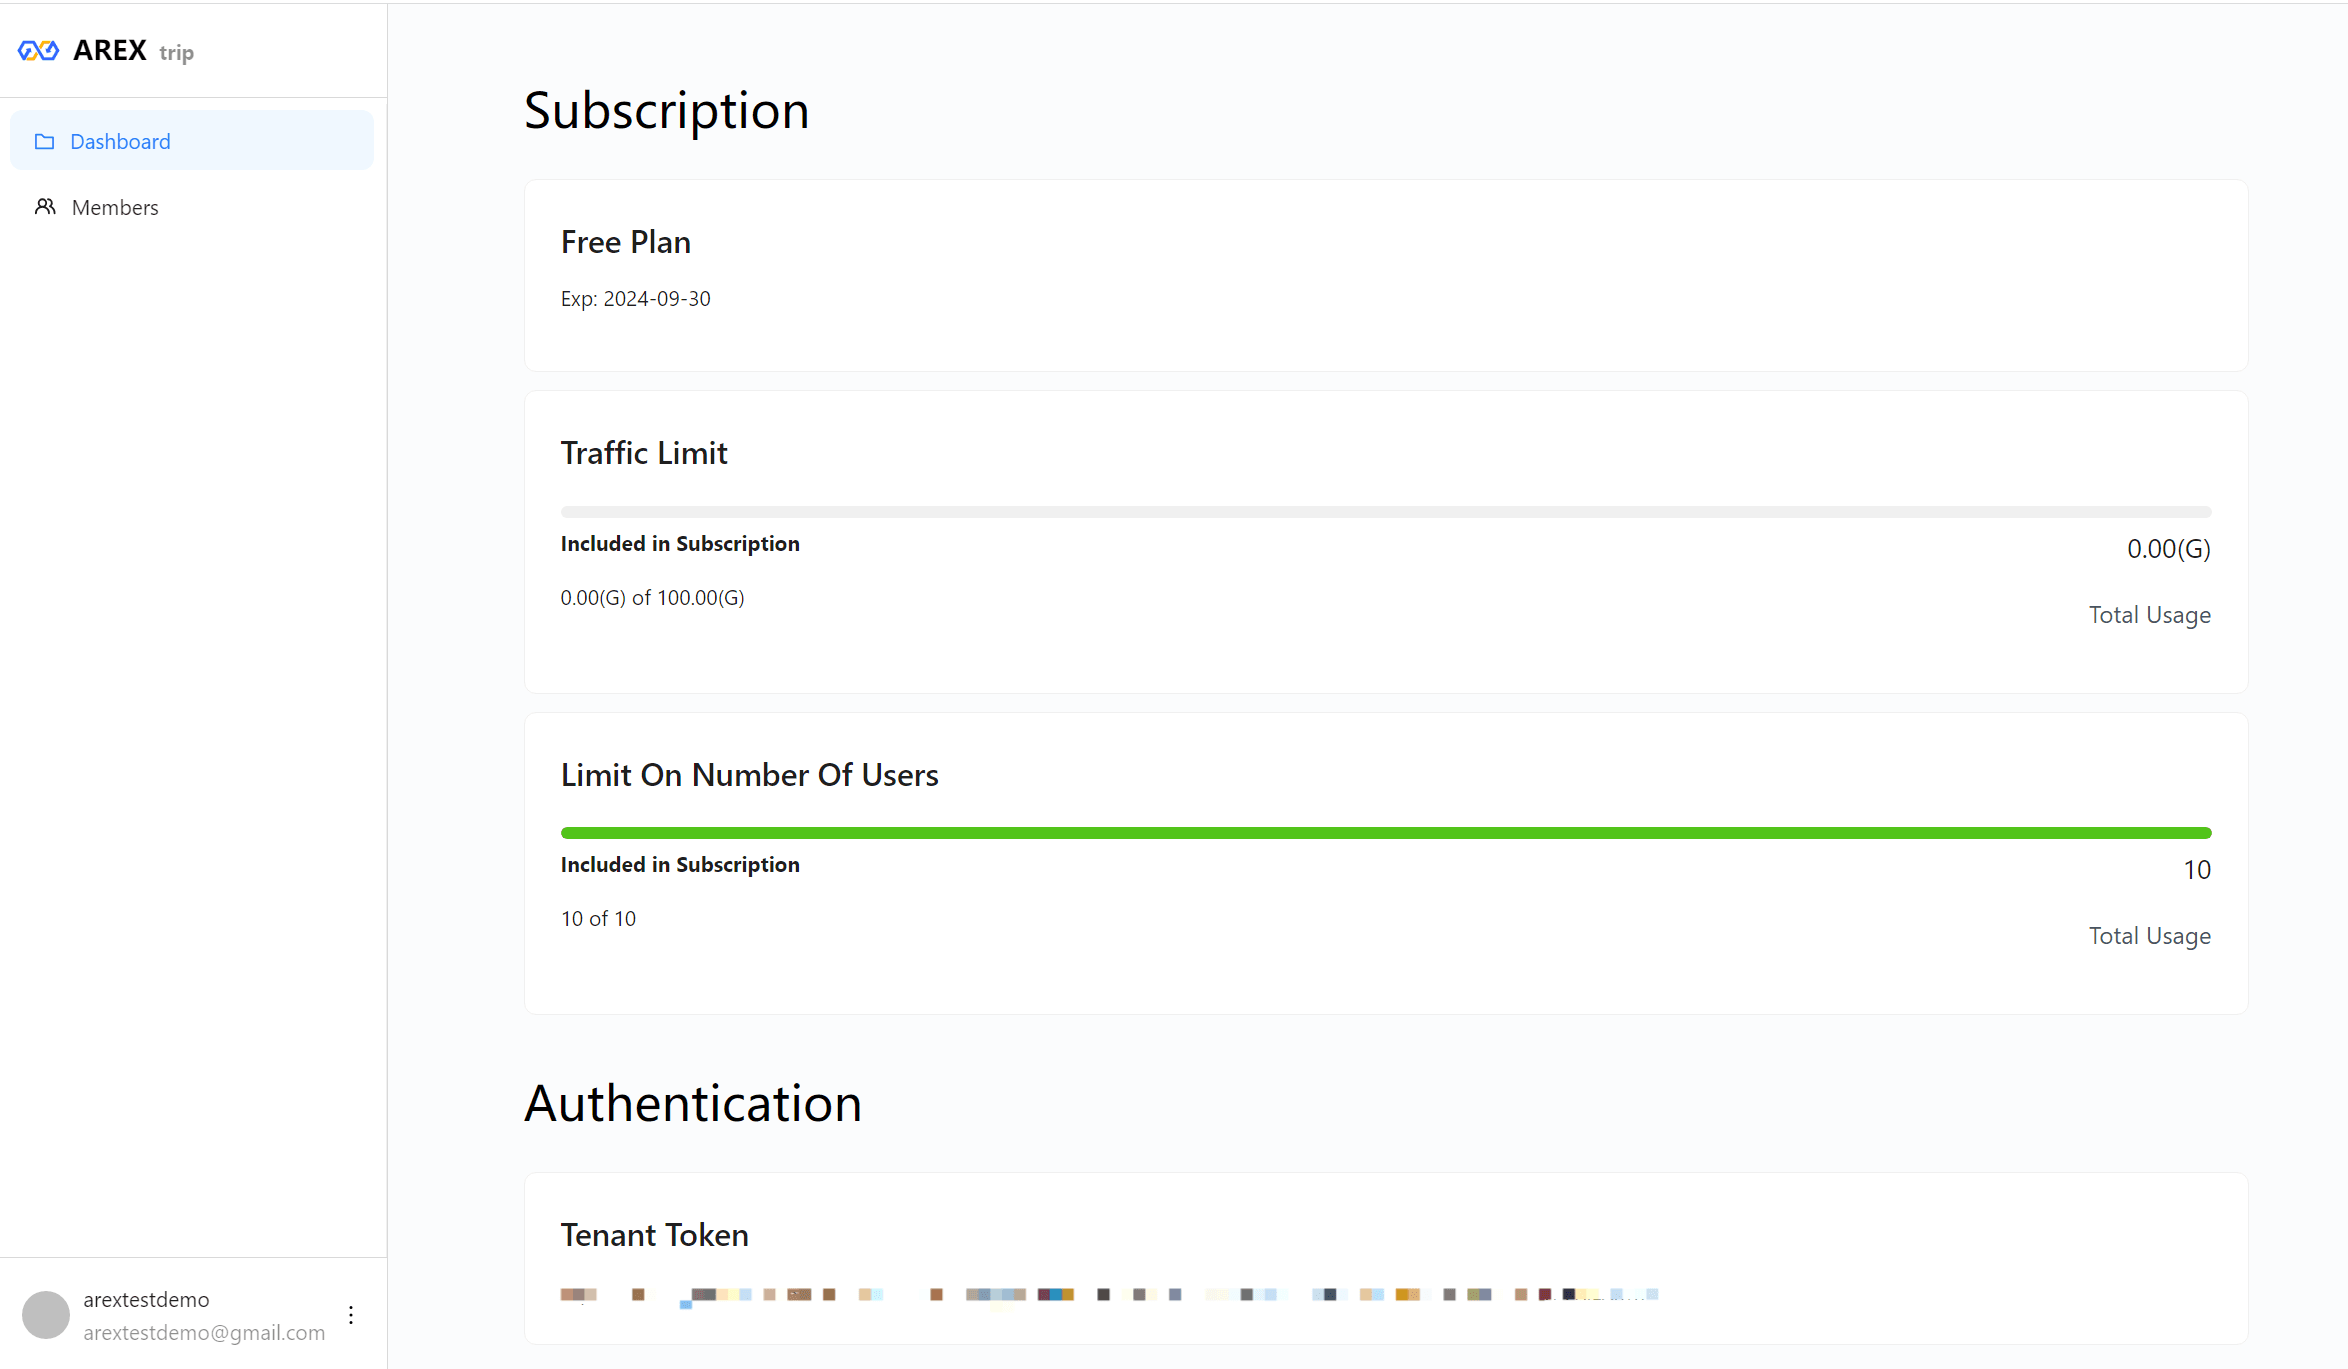 AREX trip
Dashboard
Members
Subscription
Free Plan
Exp: 2024-09-30
Traffic Limit
Included in Subscription
0.00(G)
0.00(G) of 100.00(G)
Total Usage
Limit On Number Of Users
Included in Subscription
10
10 of 10
Total Usage
Authentication
Tenant Token
arextestdemo
arextestdemo@gmail.com